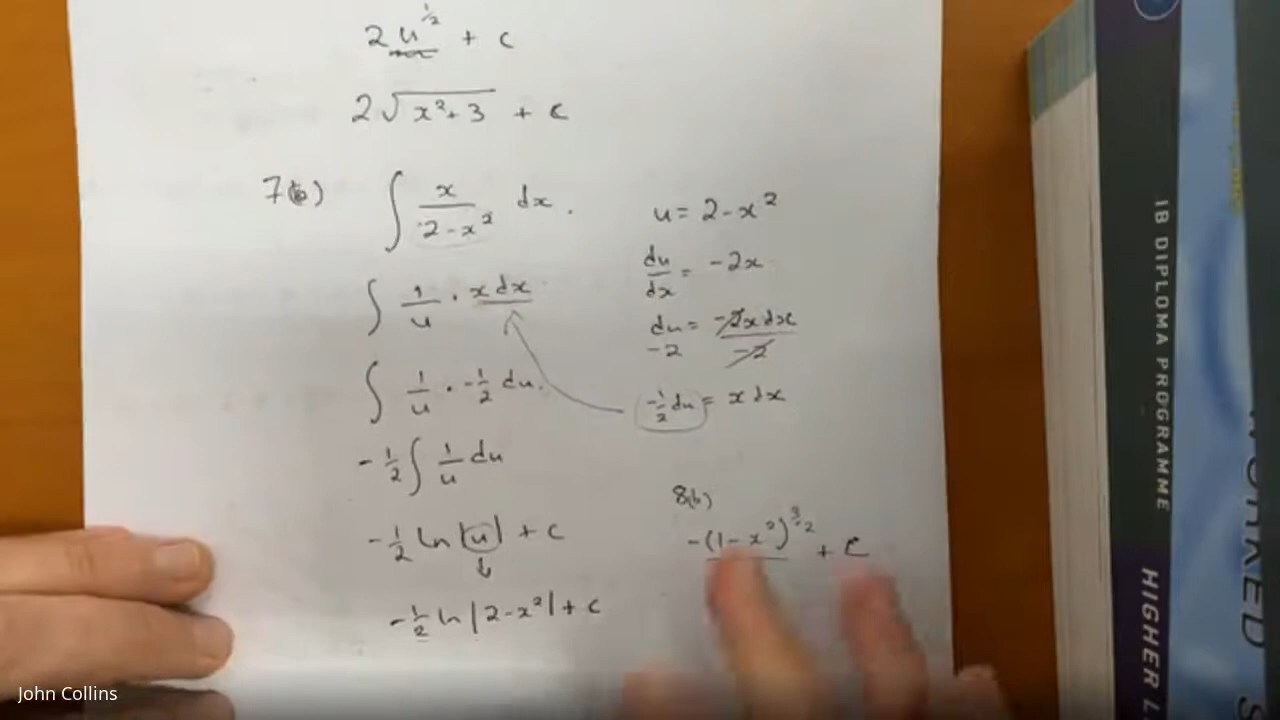 2 u^{1/2} + c
2√(x²+3) + c
7(b) ∫ x/(2-x²) dx.
∫ 1/u · x dx
∫ 1/u · -1/2 du.
-1/2 ∫ 1/u du
-1/2 ln|u| + c
↓
-1/2 ln|2-x²| + c
u = 2-x²
du/dx = -2x
du/-2 = -2x dx/-2
-1/2 du = x dx
8(b)
-(1-x²)^{3/2} + c
IB DIPLOMA PROGRAMME
HIGHER L
WORKED S
John Collins